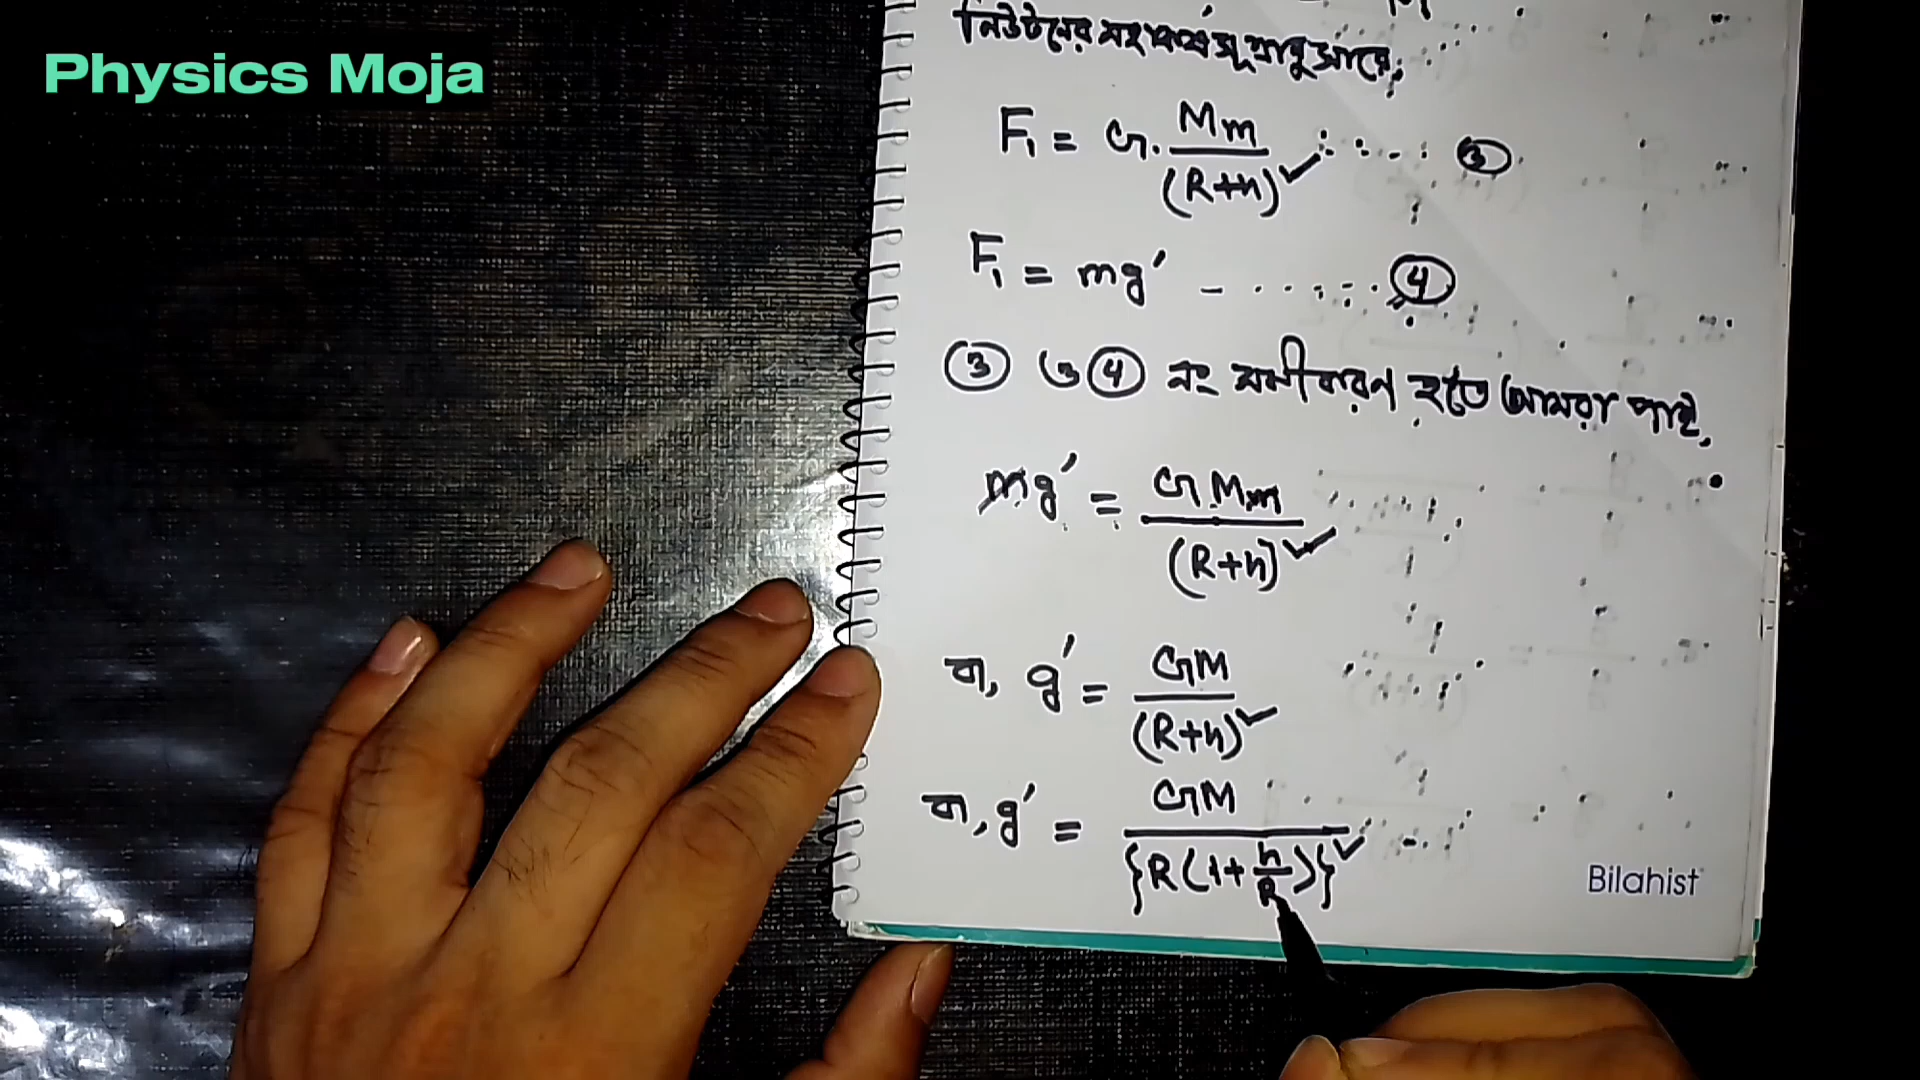 Physics Moja
নিউটনের মহাকর্ষ সূত্রানুসারে,
F₁ = G. Mm/(R+h)² ..... ③
F₁ = mg′ - ...... ④
③ ও ④ নং সমীকরণ হতে আমরা পাই,
mg′ = GMm/(R+h)²
বা, g′ = GM/(R+h)²
বা, g′ = GM/{R(1+h/R)}²
Bilahist